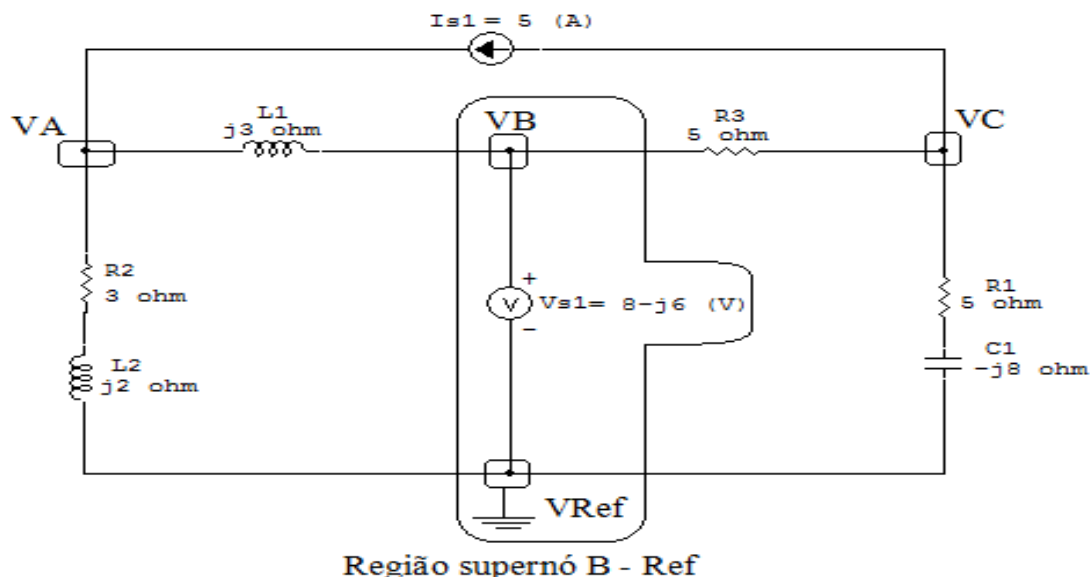 Is1 = 5 (A)
VA
L1
j3 ohm
VB
R3
5 ohm
VC
R2
3 ohm
L2
j2 ohm
+
V
Vs1= 8-j6 (V)
-
R1
5 ohm
C1
-j8 ohm
VRef
Região supernó B - Ref